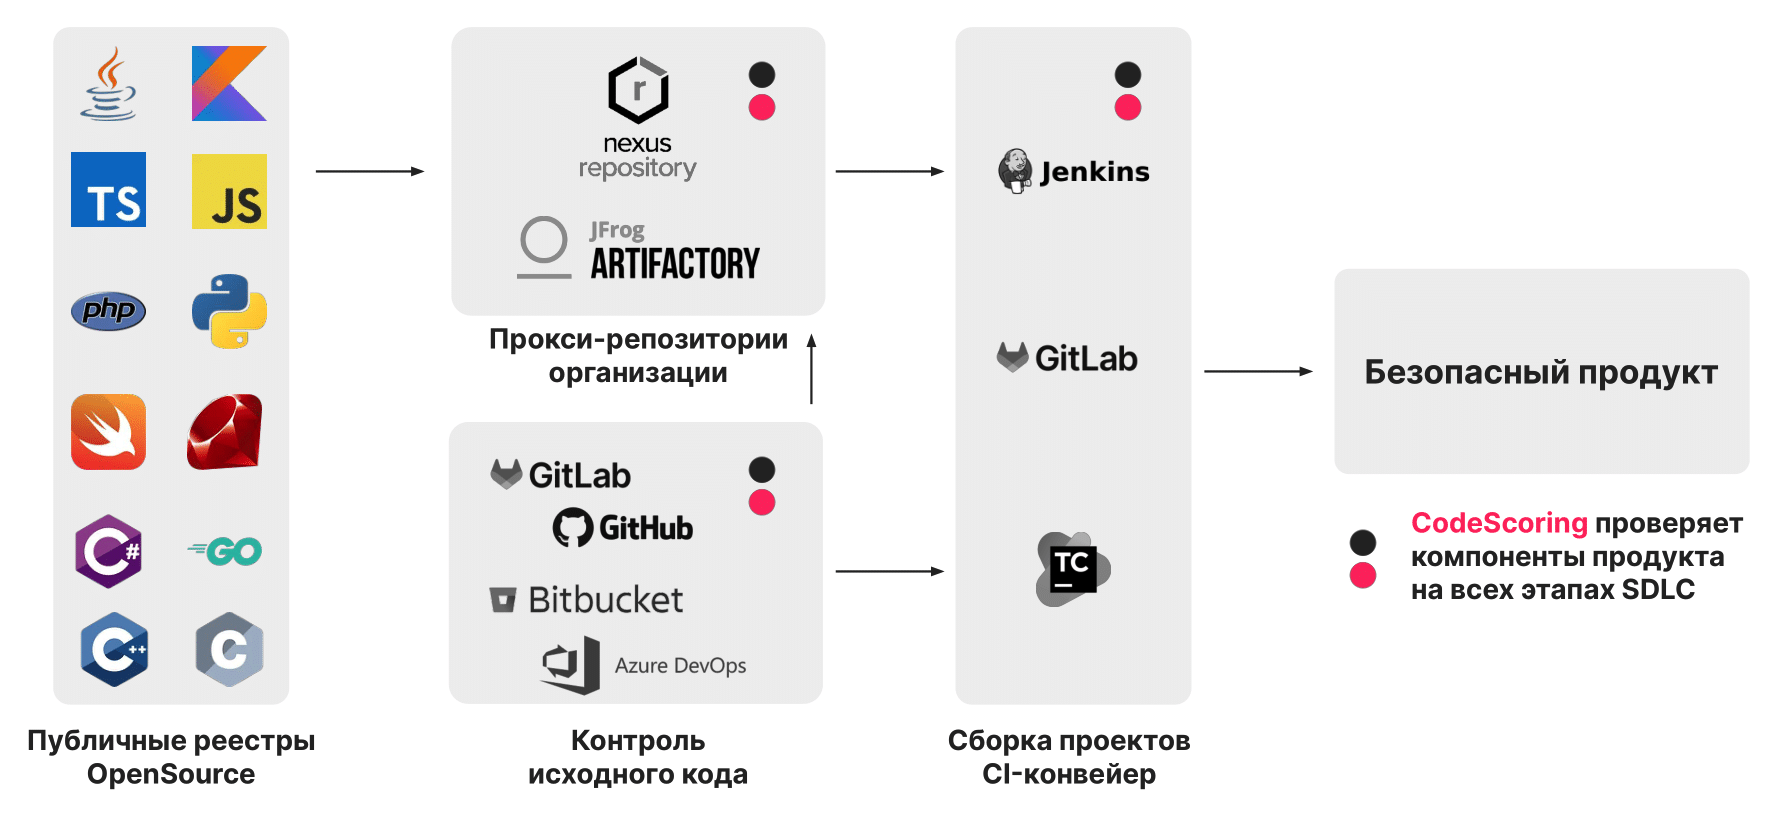 TS
JS
php
C#
GO
C++
C
Публичные реестры
OpenSource
r
nexus
repository
JFrog
ARTIFACTORY
Прокси-репозитории
организации
GitLab
GitHub
Bitbucket
Azure DevOps
Контроль
исходного кода
Jenkins
GitLab
TC
Сборка проектов
CI-конвейер
Безопасный продукт
CodeScoring проверяет
компоненты продукта
на всех этапах SDLC